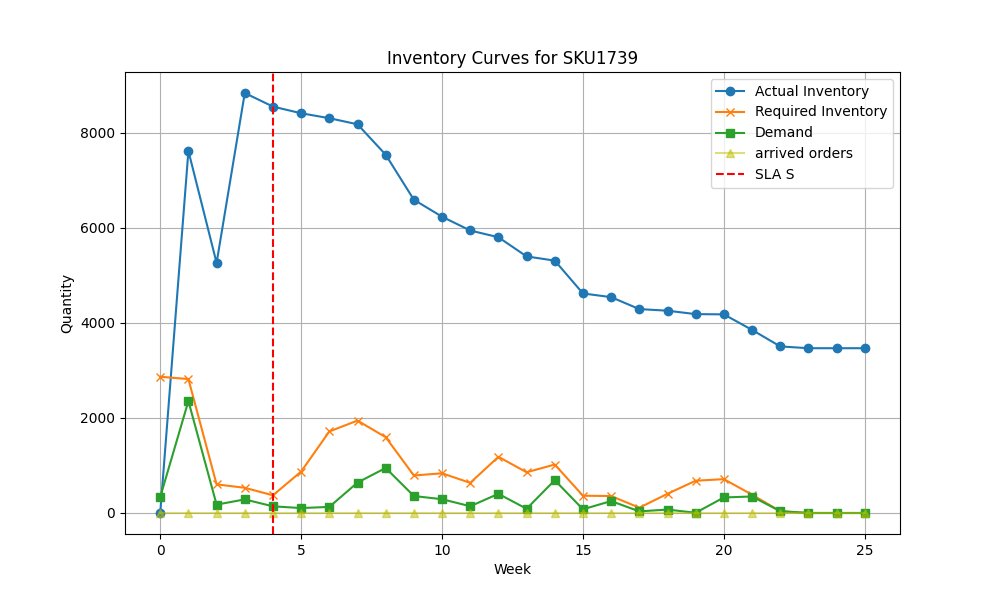 Inventory Curves for SKU1739
Actual Inventory
Required Inventory
Demand
arrived orders
SLA S
Quantity
8000
6000
4000
2000
0
0
5
10
15
20
25
Week